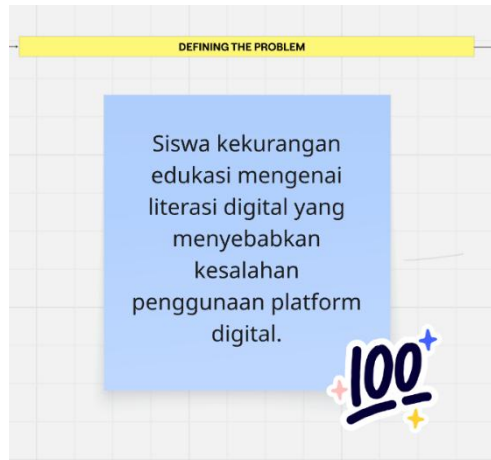 DEFINING THE PROBLEM
Siswa kekurangan
edukasi mengenai
literasi digital yang
menyebabkan
kesalahan
penggunaan platform
digital.
100